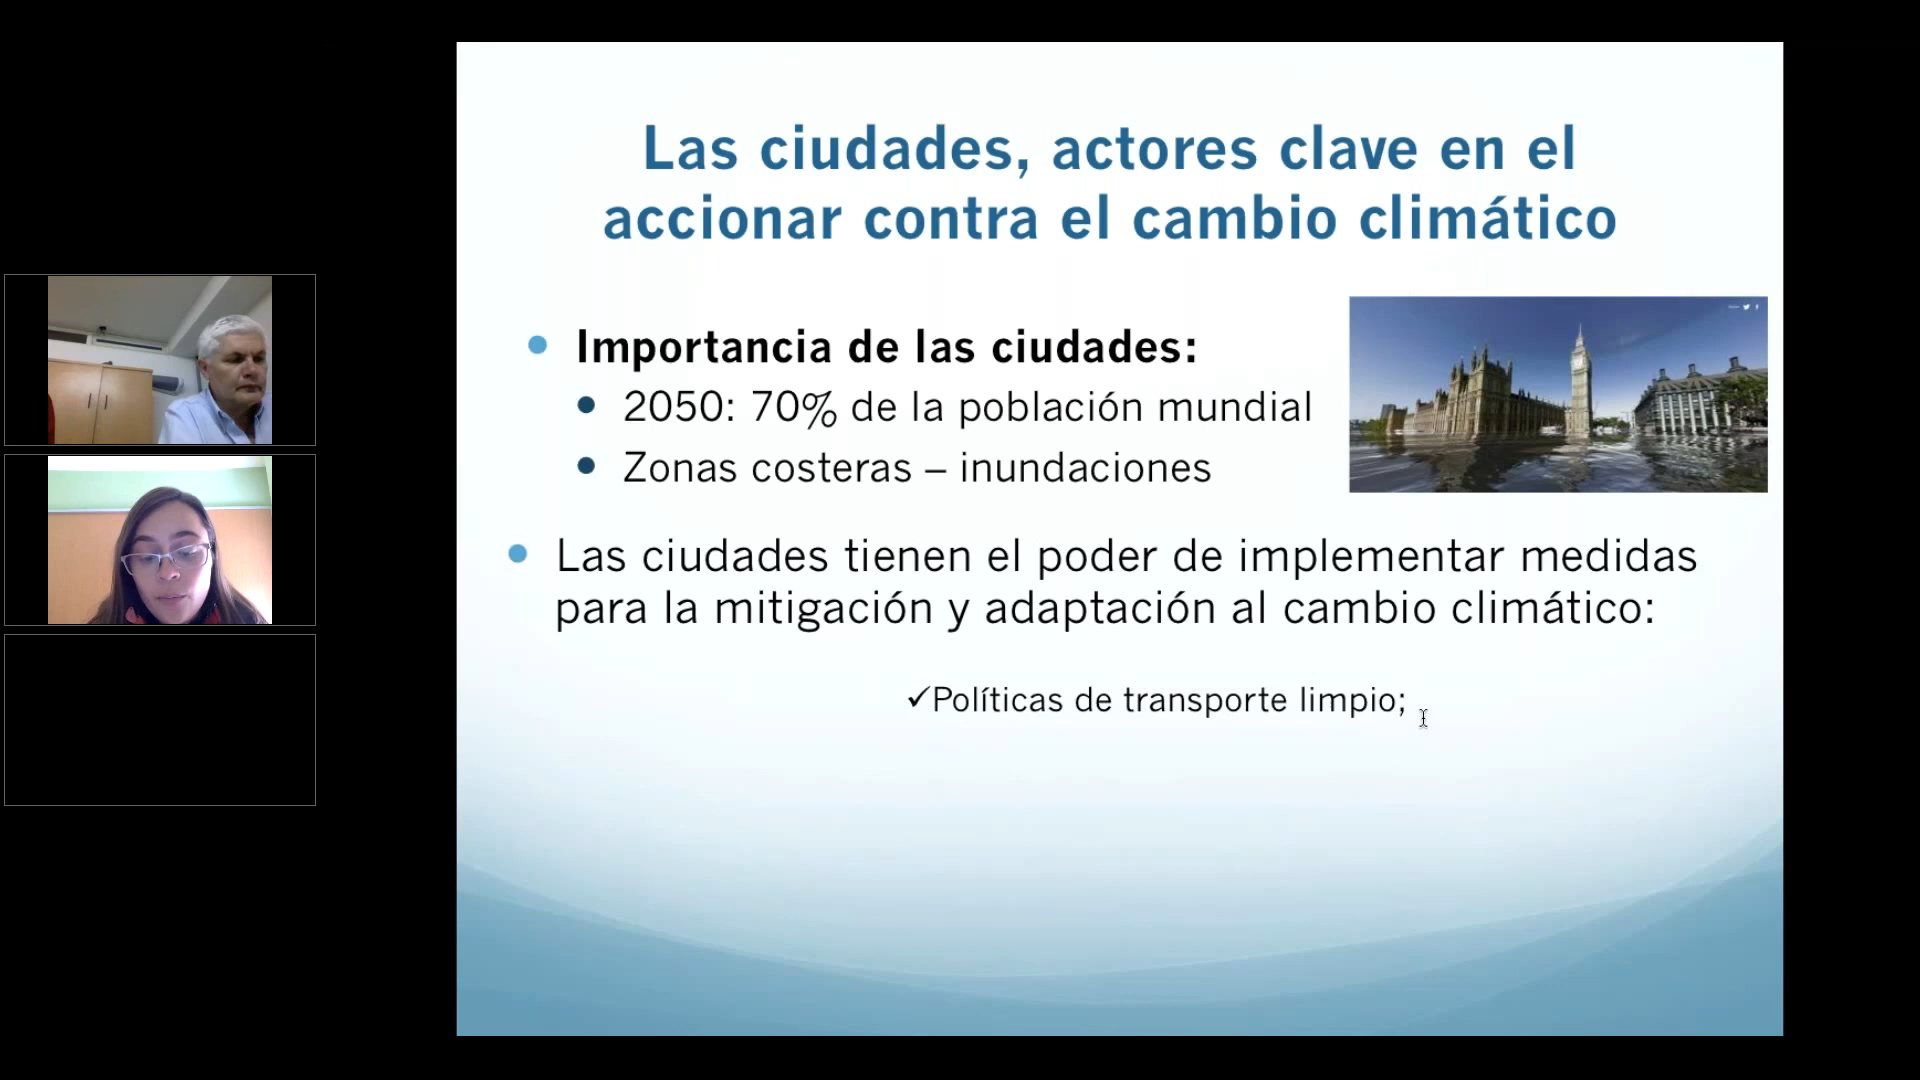 Las ciudades, actores clave en el
accionar contra el cambio climático
Importancia de las ciudades:
2050: 70% de la población mundial
Zonas costeras – inundaciones
Las ciudades tienen el poder de implementar medidas
para la mitigación y adaptación al cambio climático:
✓Políticas de transporte limpio;